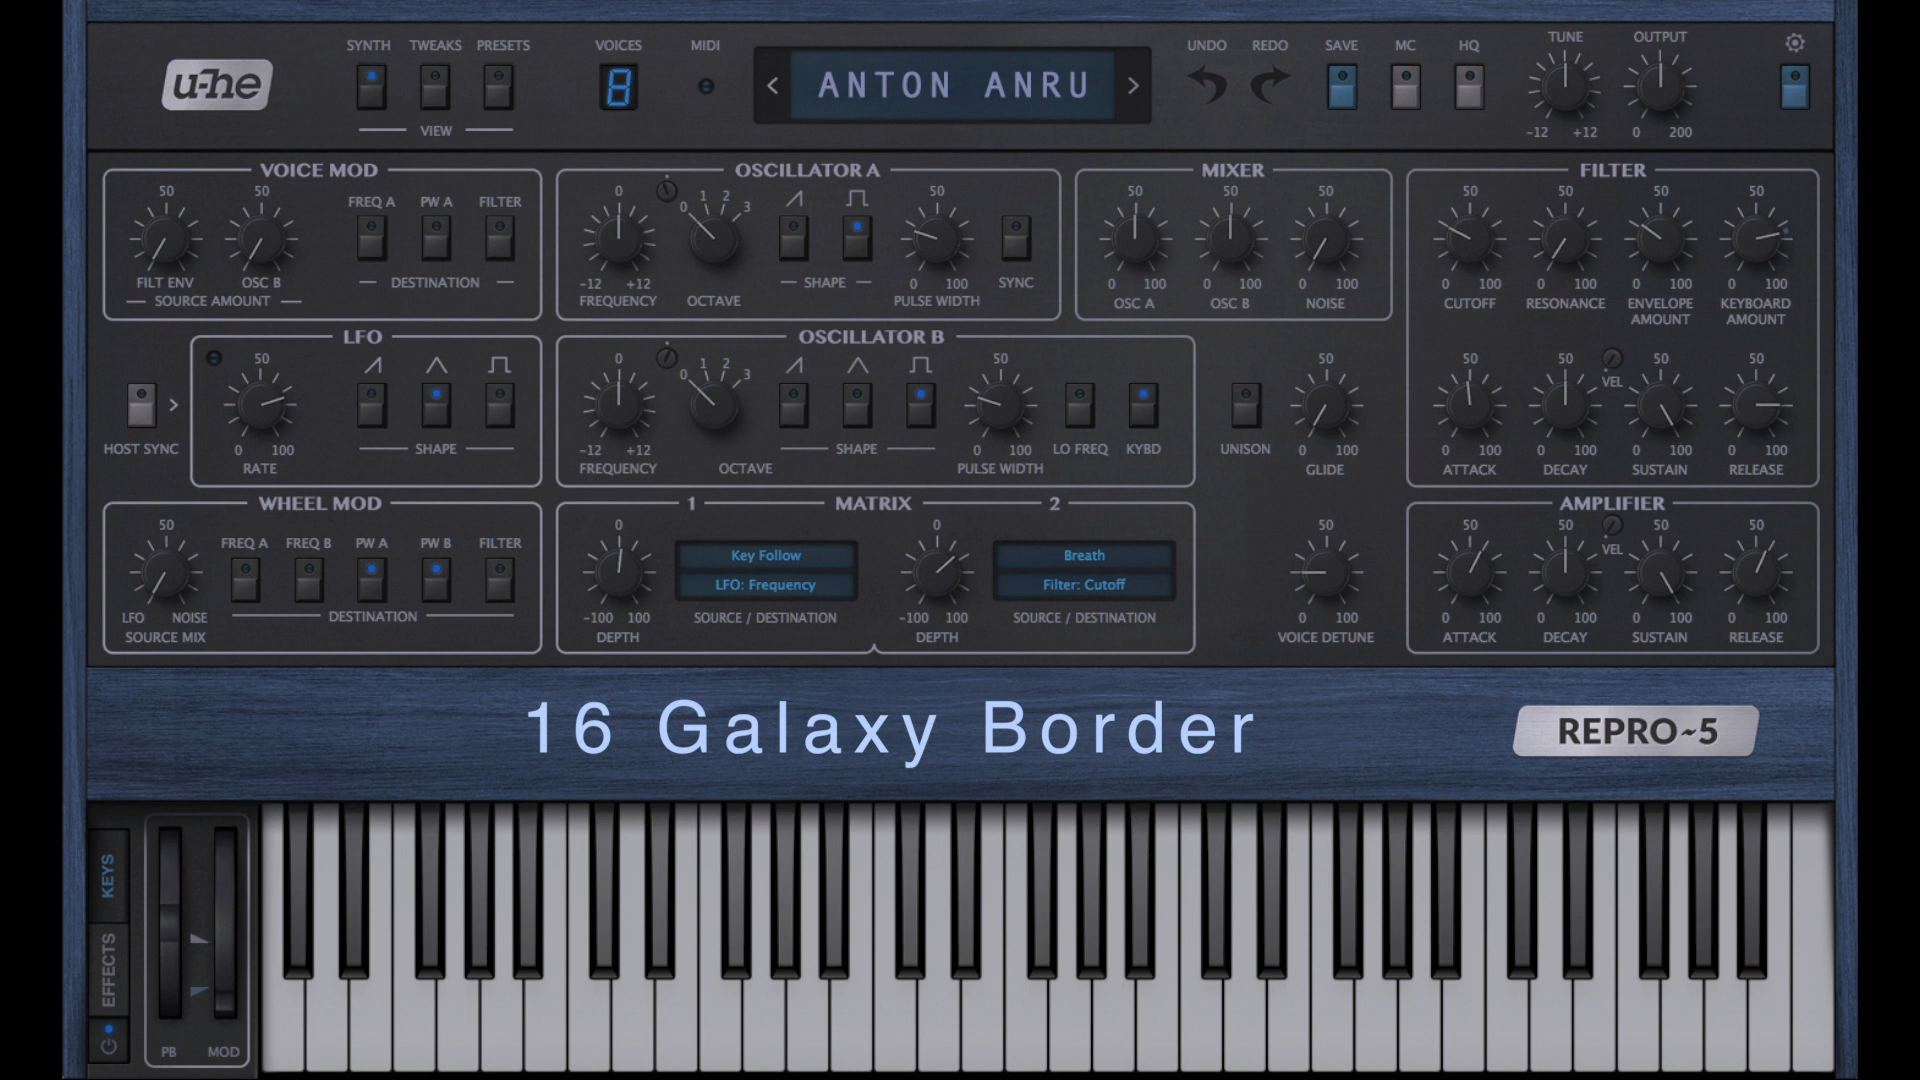 SYNTH TWEAKS PRESETS VOICES MIDI UNDO REDO SAVE MC HQ TUNE OUTPUT
u-he 8 < ANTON ANRU >
VIEW -12 +12 0 200
VOICE MOD
50 50
FREQ A PW A FILTER
FILT ENV OSC B DESTINATION
SOURCE AMOUNT
OSCILLATOR A
0 0 1 2 3 50
-12 +12 SHAPE 0 100 SYNC
FREQUENCY OCTAVE PULSE WIDTH
MIXER
50 50 50
0 100 0 100 0 100
OSC A OSC B NOISE
FILTER
50 50 50 50
0 100 0 100 0 100 0 100
CUTOFF RESONANCE ENVELOPE AMOUNT KEYBOARD AMOUNT
50 50 VEL 50 50
0 100 0 100 0 100 0 100
ATTACK DECAY SUSTAIN RELEASE
HOST SYNC >
LFO
50
0 100 SHAPE
RATE
OSCILLATOR B
0 0 1 2 3 50
-12 +12 SHAPE 0 100 LO FREQ KYBD
FREQUENCY OCTAVE PULSE WIDTH
50
UNISON 0 100
GLIDE
WHEEL MOD
50 FREQ A FREQ B PW A PW B FILTER
LFO NOISE DESTINATION
SOURCE MIX
1 MATRIX 2
0 Key Follow 0 Breath
LFO: Frequency Filter: Cutoff
-100 100 SOURCE / DESTINATION -100 100 SOURCE / DESTINATION
DEPTH DEPTH
50
0 100
VOICE DETUNE
AMPLIFIER
50 50 VEL 50 50
0 100 0 100 0 100 0 100
ATTACK DECAY SUSTAIN RELEASE
16 Galaxy Border
REPRO~5
KEYS
EFFECTS
PB MOD